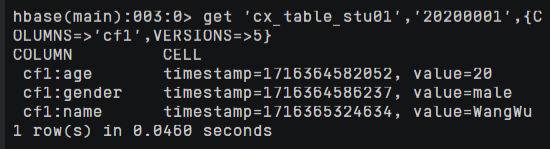 hbase(main):003:0> get 'cx_table_stu01','20200001',{C
OLUMNS=>'cf1',VERSIONS=>5}
COLUMN CELL
cf1:age timestamp=1716364582052, value=20
cf1:gender timestamp=1716364586237, value=male
cf1:name timestamp=1716365324634, value=WangWu
1 row(s) in 0.0460 seconds